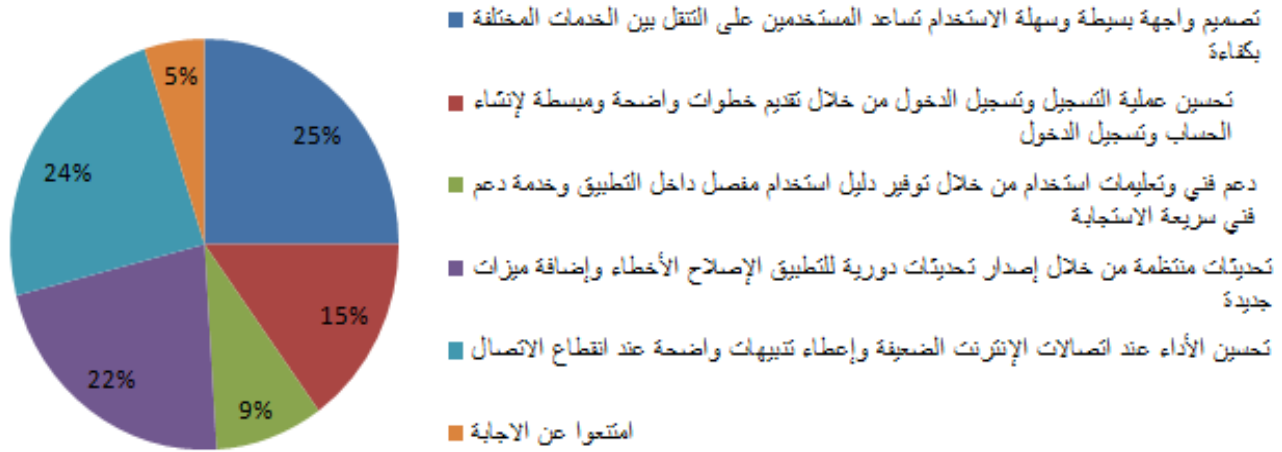 25%
15%
9%
22%
24%
5%
تصميم واجهة بسيطة وسهلة الاستخدام تساعد المستخدمين على التنقل بين الخدمات المختلفة
بكفاءة
تحسين عملية التسجيل وتسجيل الدخول من خلال تقديم خطوات واضحة ومبسطة لإنشاء
الحساب وتسجيل الدخول
دعم فني وتعليمات استخدام من خلال توفير دليل استخدام مفصل داخل التطبيق وخدمة دعم
فني سريعة الاستجابة
تحديثات منتظمة من خلال إصدار تحديثات دورية للتطبيق الإصلاح الأخطاء وإضافة ميزات
جديدة
تحسين الأداء عند اتصالات الإنترنت الضعيفة وإعطاء تنبيهات واضحة عند انقطاع الاتصال
امتنعوا عن الاجابة